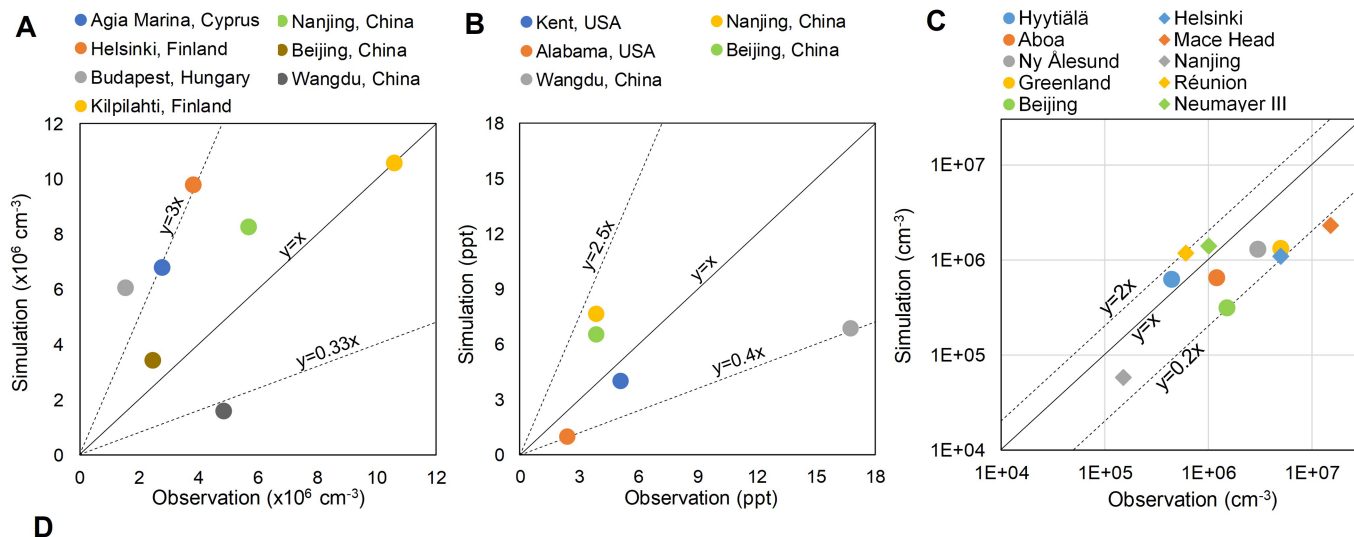 A
Agia Marina, Cyprus
Nanjing, China
Helsinki, Finland
Beijing, China
Budapest, Hungary
Wangdu, China
Kilpilahti, Finland
12
10
8
6
4
2
0
0 2 4 6 8 10 12
Simulation (x10⁶ cm⁻³)
Observation (x10⁶ cm⁻³)
y=3x
y=x
y=0.33x
B
Kent, USA
Nanjing, China
Alabama, USA
Beijing, China
Wangdu, China
18
15
12
9
6
3
0
0 3 6 9 12 15 18
Simulation (ppt)
Observation (ppt)
y=2.5x
y=x
y=0.4x
C
Hyytiälä
Helsinki
Aboa
Mace Head
Ny Ålesund
Nanjing
Greenland
Réunion
Beijing
Neumayer III
1E+07
1E+06
1E+05
1E+04
1E+04 1E+05 1E+06 1E+07
Simulation (cm⁻³)
Observation (cm⁻³)
y=2x
y=x
y=0.2x
D